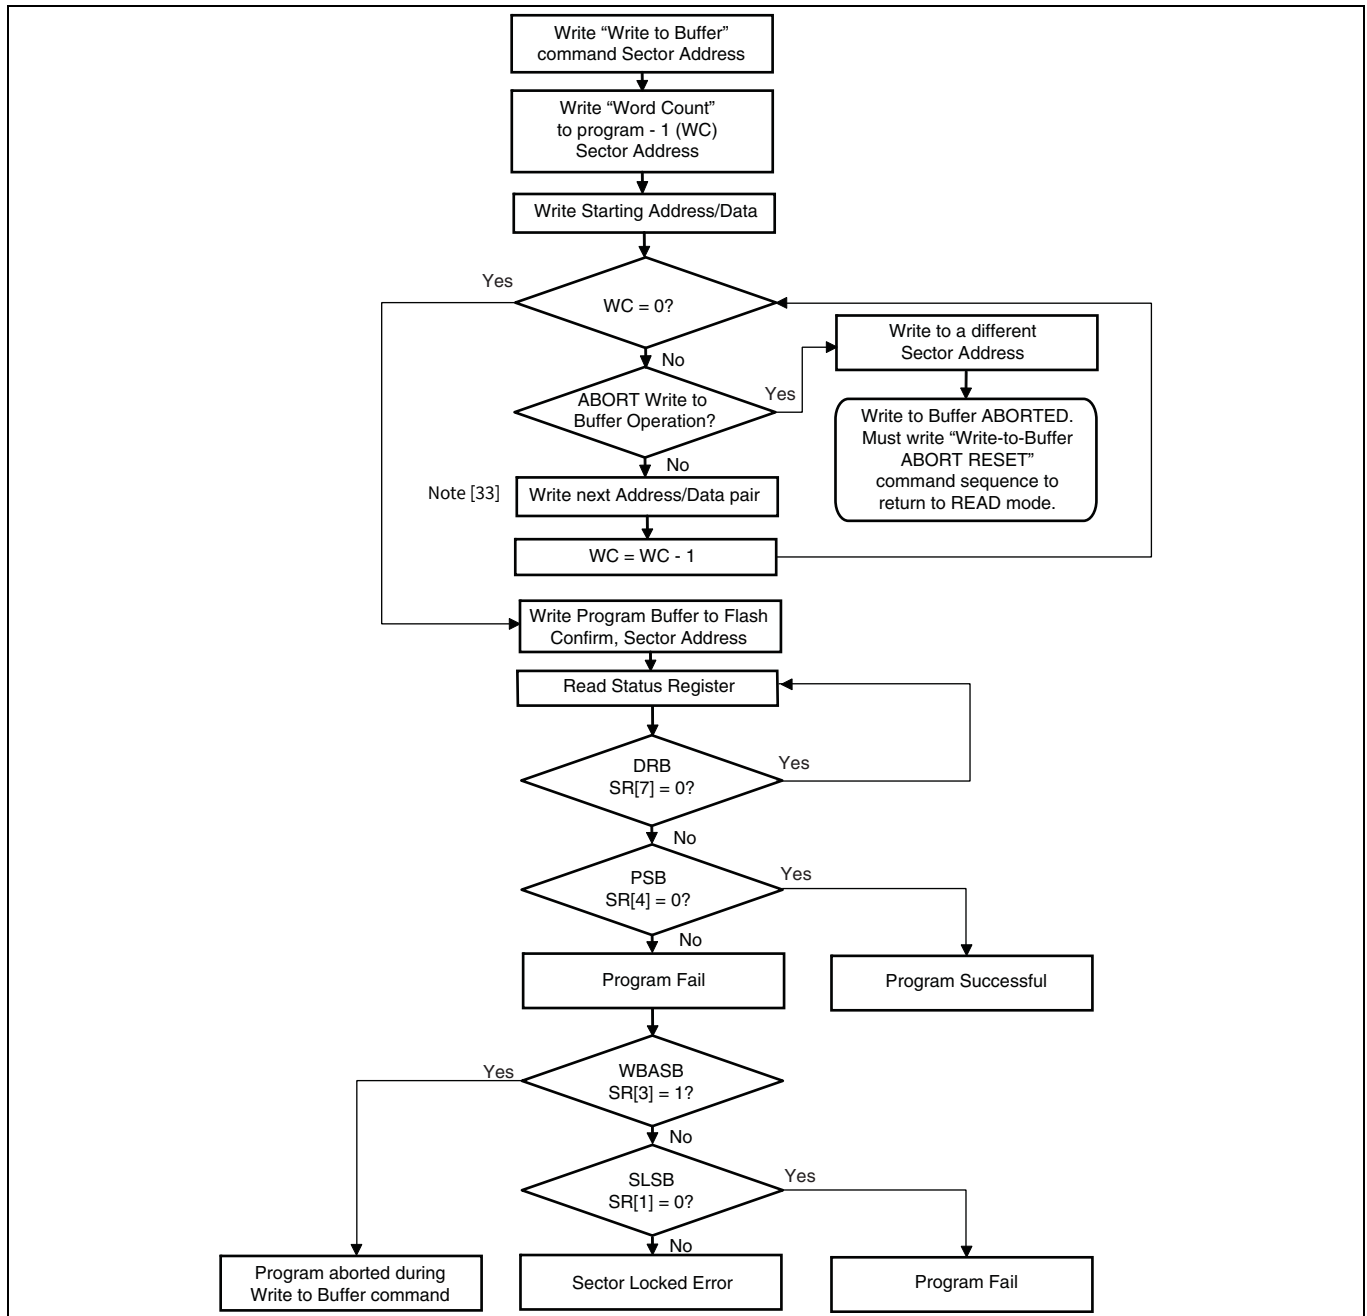 Write “Write to Buffer”
command Sector Address
Write “Word Count”
to program - 1 (WC)
Sector Address
Write Starting Address/Data
Yes
WC = 0?
No
Write to a different
Sector Address
ABORT Write to
Buffer Operation?
Yes
Write to Buffer ABORTED.
Must write “Write-to-Buffer
ABORT RESET”
command sequence to
return to READ mode.
No
Note [33]
Write next Address/Data pair
WC = WC - 1
Write Program Buffer to Flash
Confirm, Sector Address
Read Status Register
DRB
SR[7] = 0?
Yes
No
PSB
SR[4] = 0?
Yes
No
Program Fail
Program Successful
Yes
WBASB
SR[3] = 1?
No
SLSB
SR[1] = 0?
Yes
No
Program aborted during
Write to Buffer command
Sector Locked Error
Program Fail